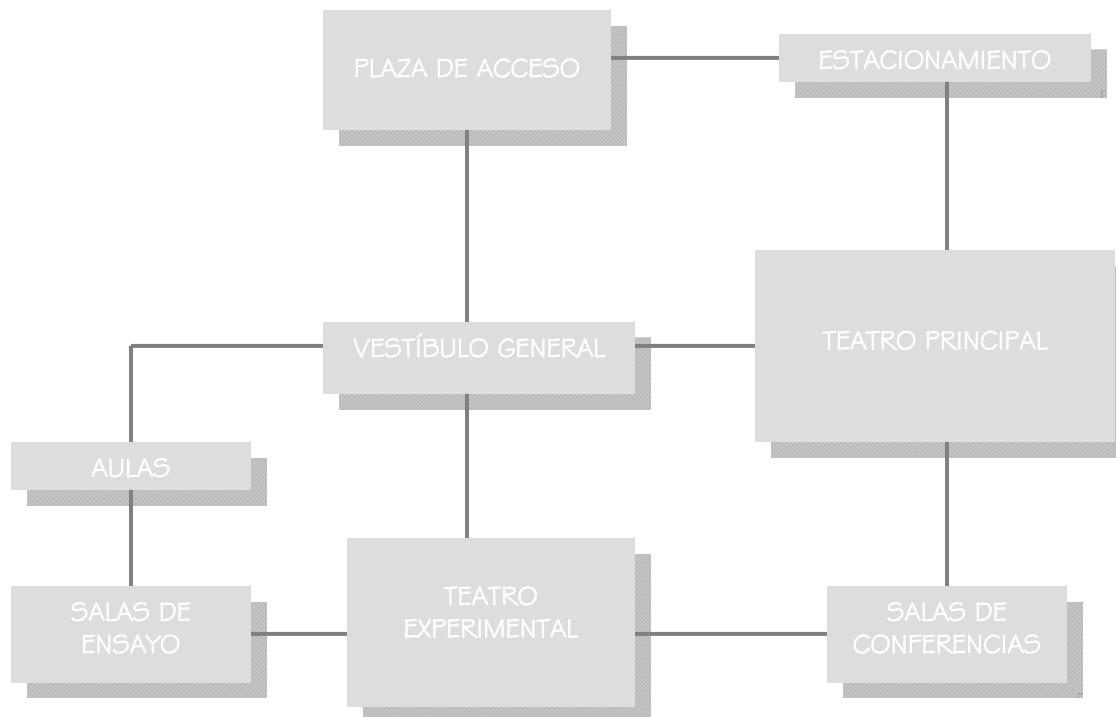 PLAZA DE ACCESO
ESTACIONAMIENTO
VESTÍBULO GENERAL
TEATRO PRINCIPAL
AULAS
SALAS DE
ENSAYO
TEATRO
EXPERIMENTAL
SALAS DE
CONFERENCIAS